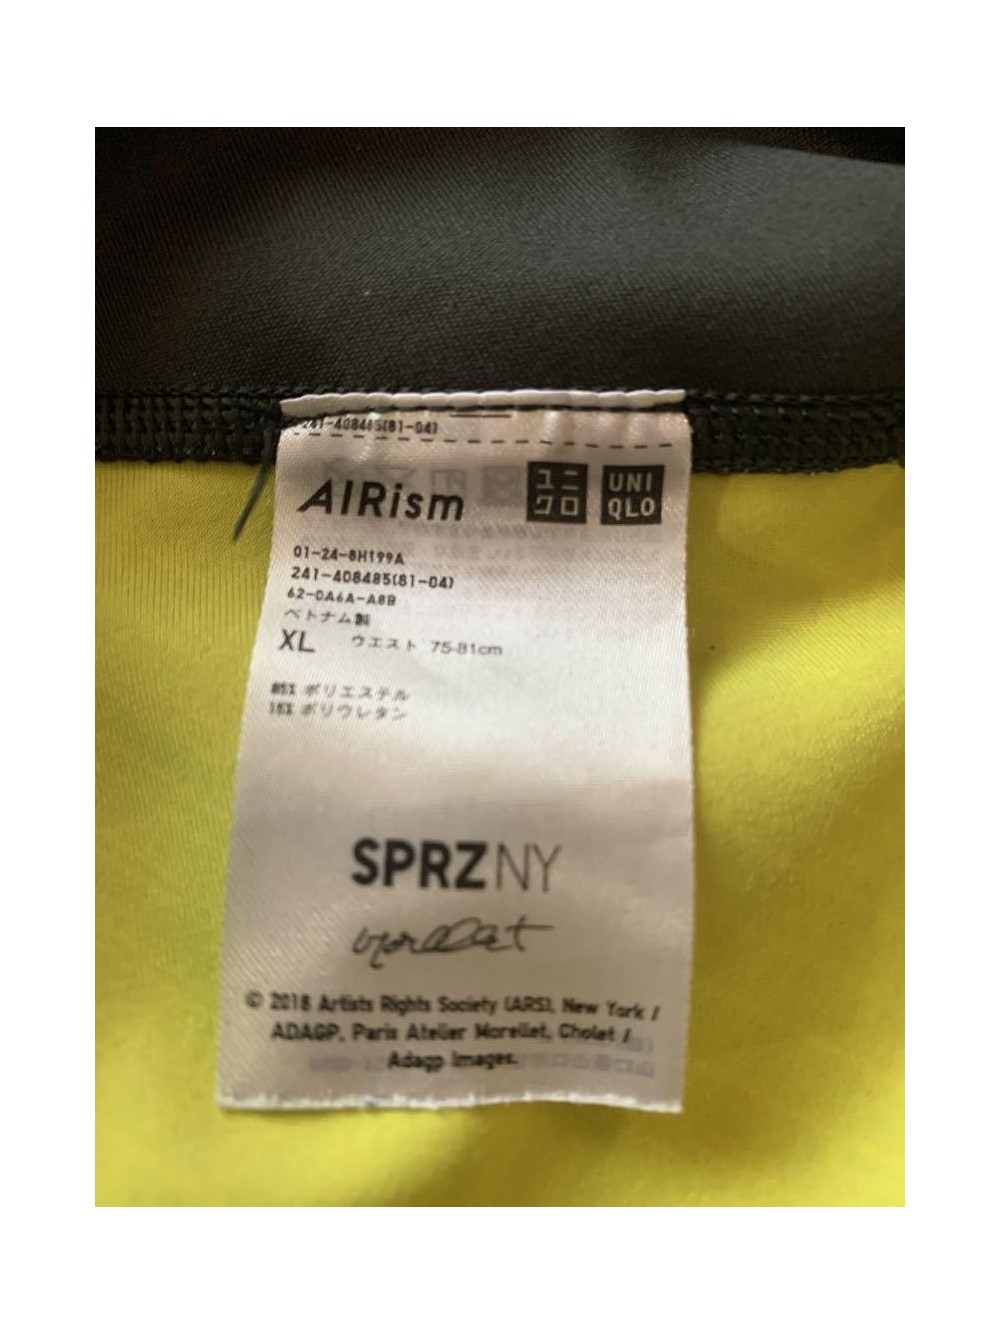 241-408485(81-04)
AIRism
ユニ
クロ
UNI
QLO
01-24-8H199A
241-408485(81-04)
62-0A6A-A8B
ベトナム製
XL ウエスト 75-81cm
85% ポリエステル
15% ポリウレタン
SPRZ NY
morellet
© 2018 Artists Rights Society (ARS), New York /
ADAGP, Paris Atelier Morellet, Cholet /
Adagp Images.